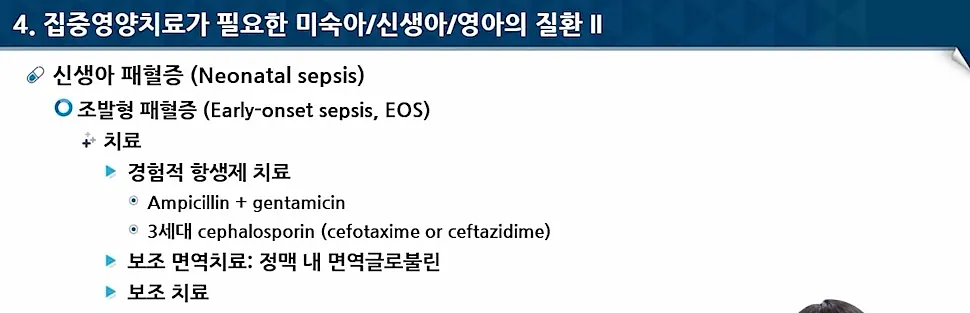 4. 집중영양치료가 필요한 미숙아/신생아/영아의 질환 II
신생아 패혈증 (Neonatal sepsis)
조발형 패혈증 (Early-onset sepsis, EOS)
치료
경험적 항생제 치료
Ampicillin + gentamicin
3세대 cephalosporin (cefotaxime or ceftazidime)
보조 면역치료: 정맥 내 면역글로불린
보조 치료